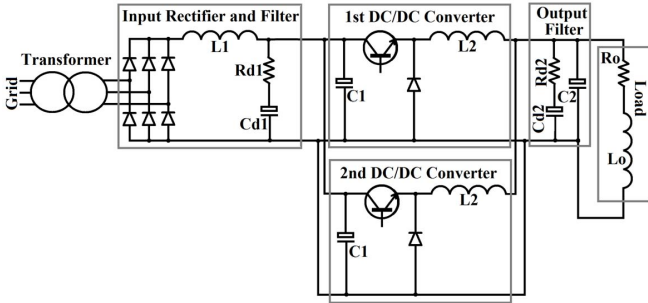 Input Rectifier and Filter
1st DC/DC Converter
Output
Filter
Transformer
Grid
L1
Rd1
Cd1
C1
L2
Rd2
Cd2
C2
Ro
Load
Lo
2nd DC/DC Converter
C1
L2